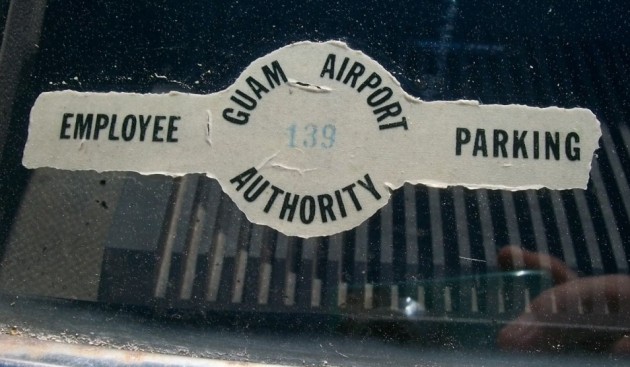 GUAM AIRPORT
EMPLOYEE 139 PARKING
AUTHORITY